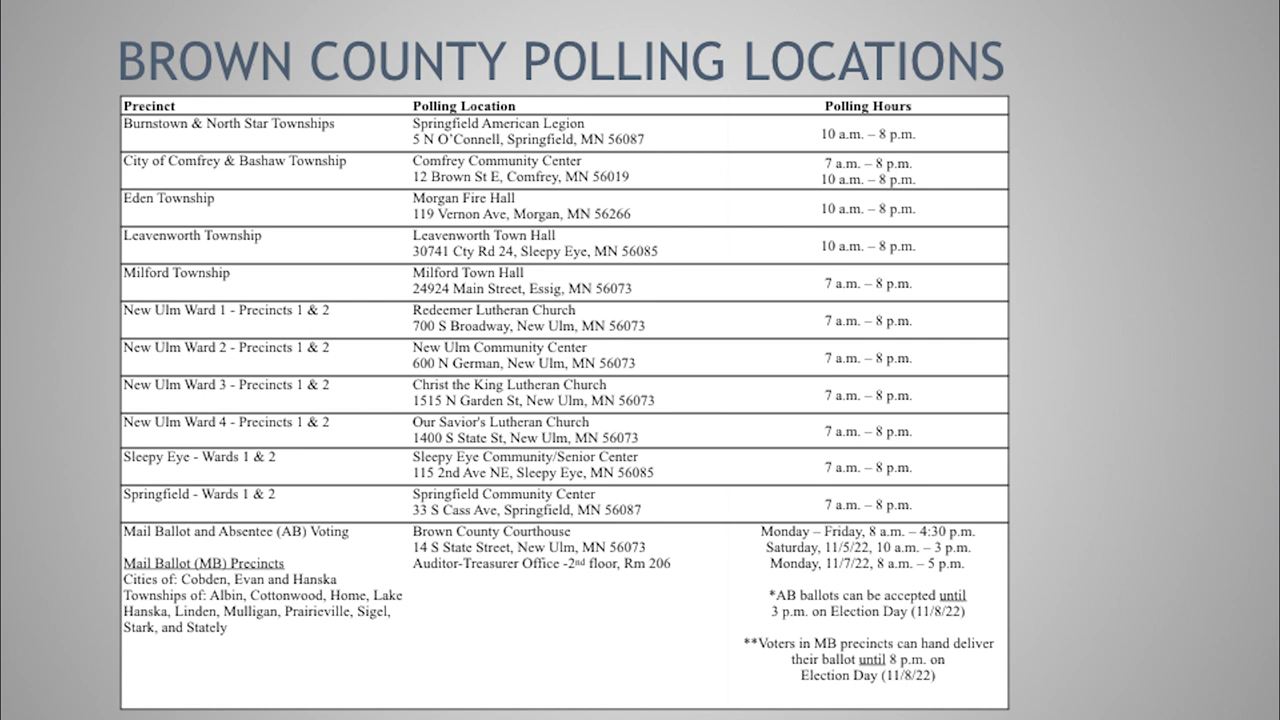 BROWN COUNTY POLLING LOCATIONS
Precinct Polling Location Polling Hours
Burnstown & North Star Townships Springfield American Legion
5 N O'Connell, Springfield, MN 56087
10 a.m. – 8 p.m.
City of Comfrey & Bashaw Township Comfrey Community Center
12 Brown St E, Comfrey, MN 56019
7 a.m. – 8 p.m.
10 a.m. – 8 p.m.
Eden Township Morgan Fire Hall
119 Vernon Ave, Morgan, MN 56266
10 a.m. – 8 p.m.
Leavenworth Township Leavenworth Town Hall
30741 Cty Rd 24, Sleepy Eye, MN 56085
10 a.m. – 8 p.m.
Milford Township Milford Town Hall
24924 Main Street, Essig, MN 56073
7 a.m. – 8 p.m.
New Ulm Ward 1 - Precincts 1 & 2 Redeemer Lutheran Church
700 S Broadway, New Ulm, MN 56073
7 a.m. – 8 p.m.
New Ulm Ward 2 - Precincts 1 & 2 New Ulm Community Center
600 N German, New Ulm, MN 56073
7 a.m. – 8 p.m.
New Ulm Ward 3 - Precincts 1 & 2 Christ the King Lutheran Church
1515 N Garden St, New Ulm, MN 56073
7 a.m. – 8 p.m.
New Ulm Ward 4 - Precincts 1 & 2 Our Savior's Lutheran Church
1400 S State St, New Ulm, MN 56073
7 a.m. – 8 p.m.
Sleepy Eye - Wards 1 & 2 Sleepy Eye Community/Senior Center
115 2nd Ave NE, Sleepy Eye, MN 56085
7 a.m. – 8 p.m.
Springfield - Wards 1 & 2 Springfield Community Center
33 S Cass Ave, Springfield, MN 56087
7 a.m. – 8 p.m.
Mail Ballot and Absentee (AB) Voting
Mail Ballot (MB) Precincts
Cities of: Cobden, Evan and Hanska
Townships of: Albin, Cottonwood, Home, Lake
Hanska, Linden, Mulligan, Prairieville, Sigel,
Stark, and Stately
Brown County Courthouse
14 S State Street, New Ulm, MN 56073
Auditor-Treasurer Office -2nd floor, Rm 206
Monday – Friday, 8 a.m. – 4:30 p.m.
Saturday, 11/5/22, 10 a.m. – 3 p.m.
Monday, 11/7/22, 8 a.m. – 5 p.m.
*AB ballots can be accepted until
3 p.m. on Election Day (11/8/22)
**Voters in MB precincts can hand deliver
their ballot until 8 p.m. on
Election Day (11/8/22)